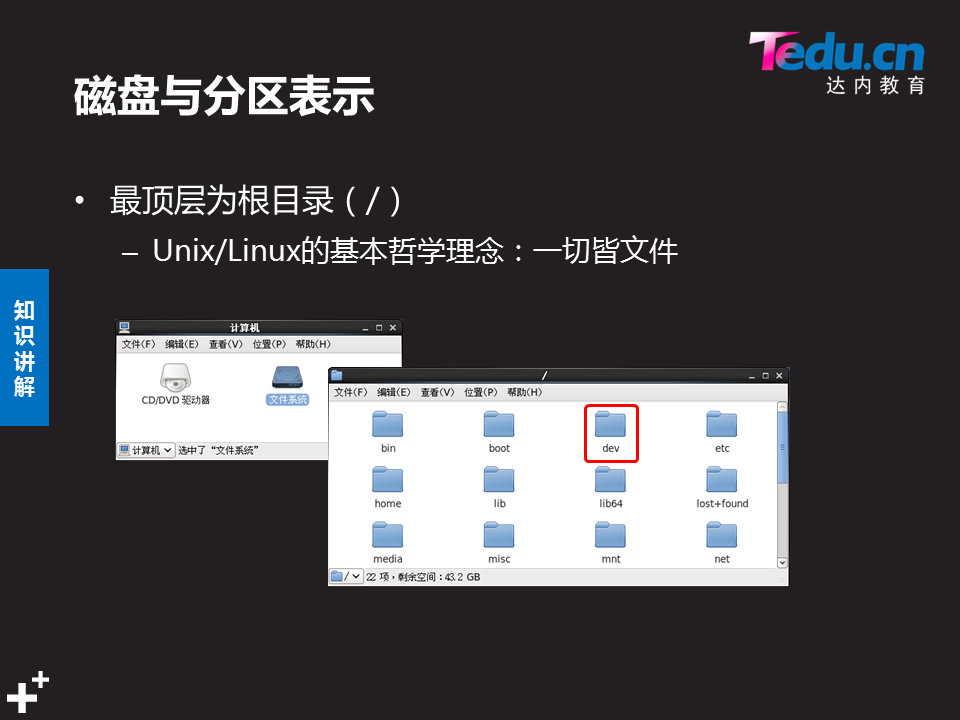 Tedu.cn
达内教育
磁盘与分区表示
• 最顶层为根目录（/）
– Unix/Linux的基本哲学理念：一切皆文件
知识讲解
计算机
文件(F) 编辑(E) 查看(V) 位置(P) 帮助(H)
CD/DVD 驱动器
文件系统
计算机 选中了“文件系统”
/
文件(F) 编辑(E) 查看(V) 位置(P) 帮助(H)
bin boot dev etc
home lib lib64 lost+found
media misc mnt net
/ 22 项，剩余空间：43.2 GB